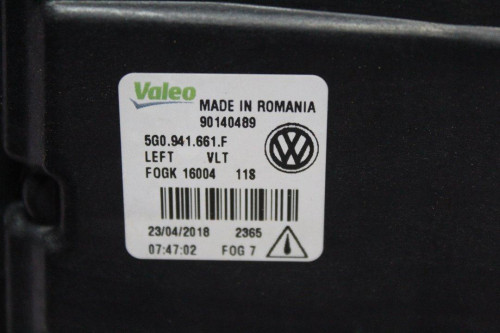 Valeo MADE IN ROMANIA
90140489
5G0.941.661.F
LEFT VLT
FOGK 16004 118
23/04/2018 2365
07:47:02 FOG 7